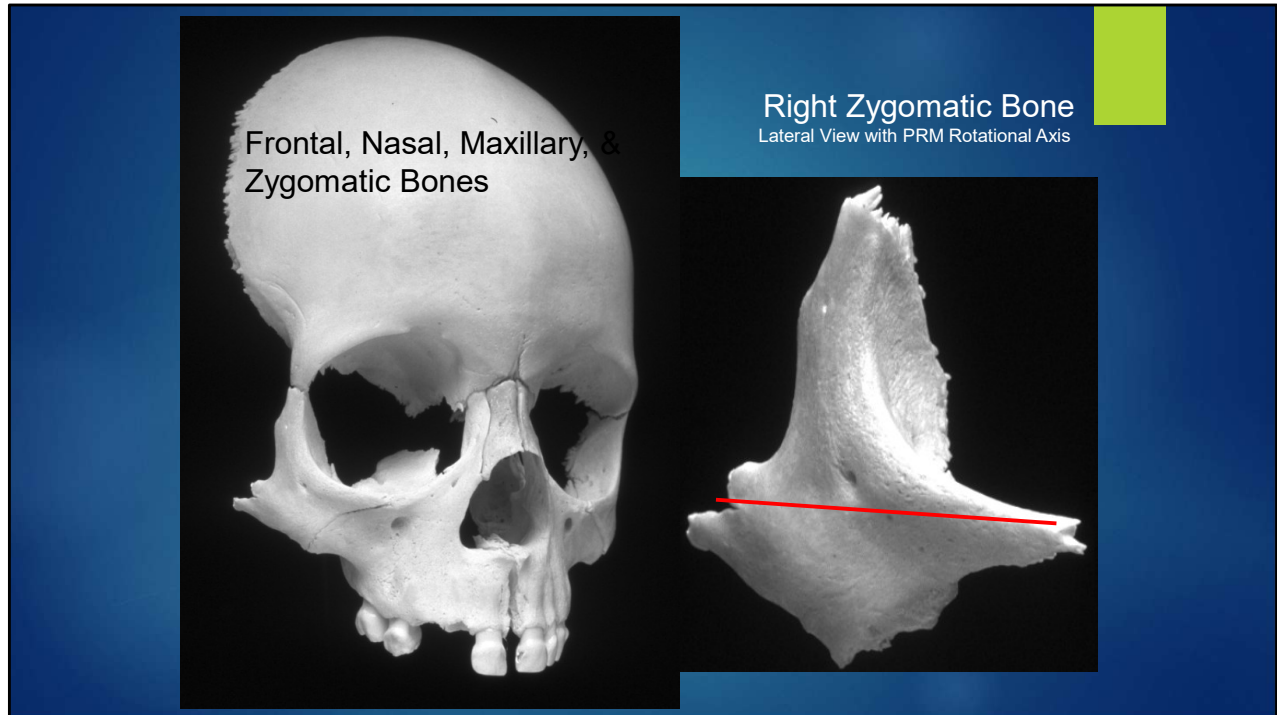 Frontal, Nasal, Maxillary, &
Zygomatic Bones
Right Zygomatic Bone
Lateral View with PRM Rotational Axis